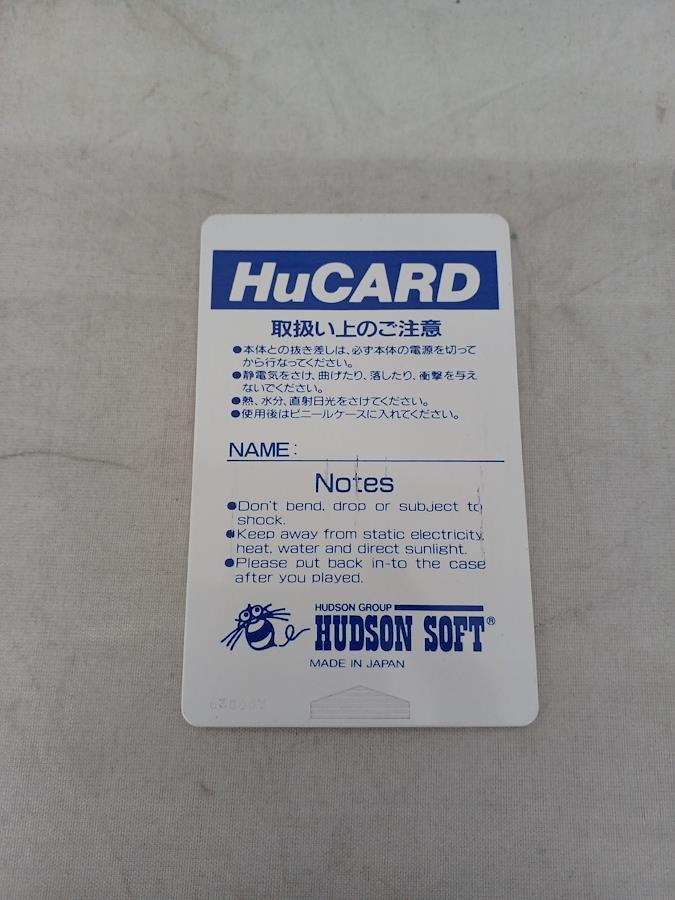 HuCARD
取扱い上のご注意
●本体との抜き差しは、必ず本体の電源を切って
から行なってください。
●静電気をさけ、曲げたり、落したり、衝撃を与え
ないでください。
●熱、水分、直射日光をさけてください。
●使用後はビニールケースに入れてください。
NAME:
Notes
●Don't bend, drop or subject to
shock.
●Keep away from static electricity,
heat, water and direct sunlight.
●Please put back in-to the case
after you played.
HUDSON GROUP
HUDSON SOFT®
MADE IN JAPAN